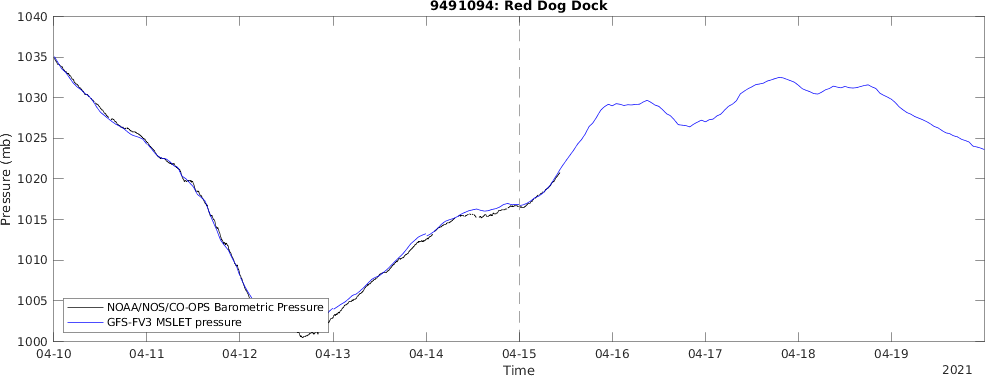 9491094: Red Dog Dock
1040
1035
1030
1025
1020
1015
1010
1005
1000
Pressure (mb)
NOAA/NOS/CO-OPS Barometric Pressure
GFS-FV3 MSLET pressure
04-10 04-11 04-12 04-13 04-14 04-15 04-16 04-17 04-18 04-19
Time
2021